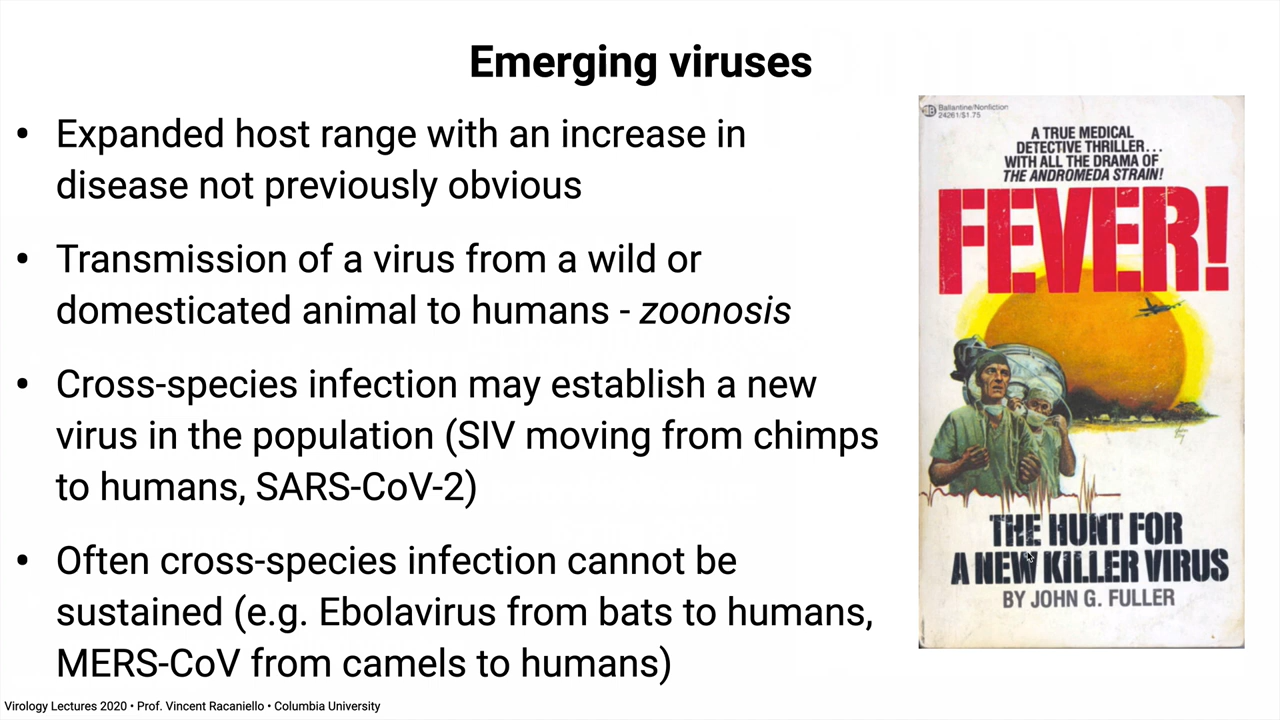 Emerging viruses
• Expanded host range with an increase in
disease not previously obvious
• Transmission of a virus from a wild or
domesticated animal to humans - zoonosis
• Cross-species infection may establish a new
virus in the population (SIV moving from chimps
to humans, SARS-CoV-2)
• Often cross-species infection cannot be
sustained (e.g. Ebolavirus from bats to humans,
MERS-CoV from camels to humans)
Ballantine/Nonfiction
24261/$1.75
A TRUE MEDICAL
DETECTIVE THRILLER...
WITH ALL THE DRAMA OF
THE ANDROMEDA STRAIN!
FEVER!
THE HUNT FOR
A NEW KILLER VIRUS
BY JOHN G. FULLER
Virology Lectures 2020 • Prof. Vincent Racaniello • Columbia University